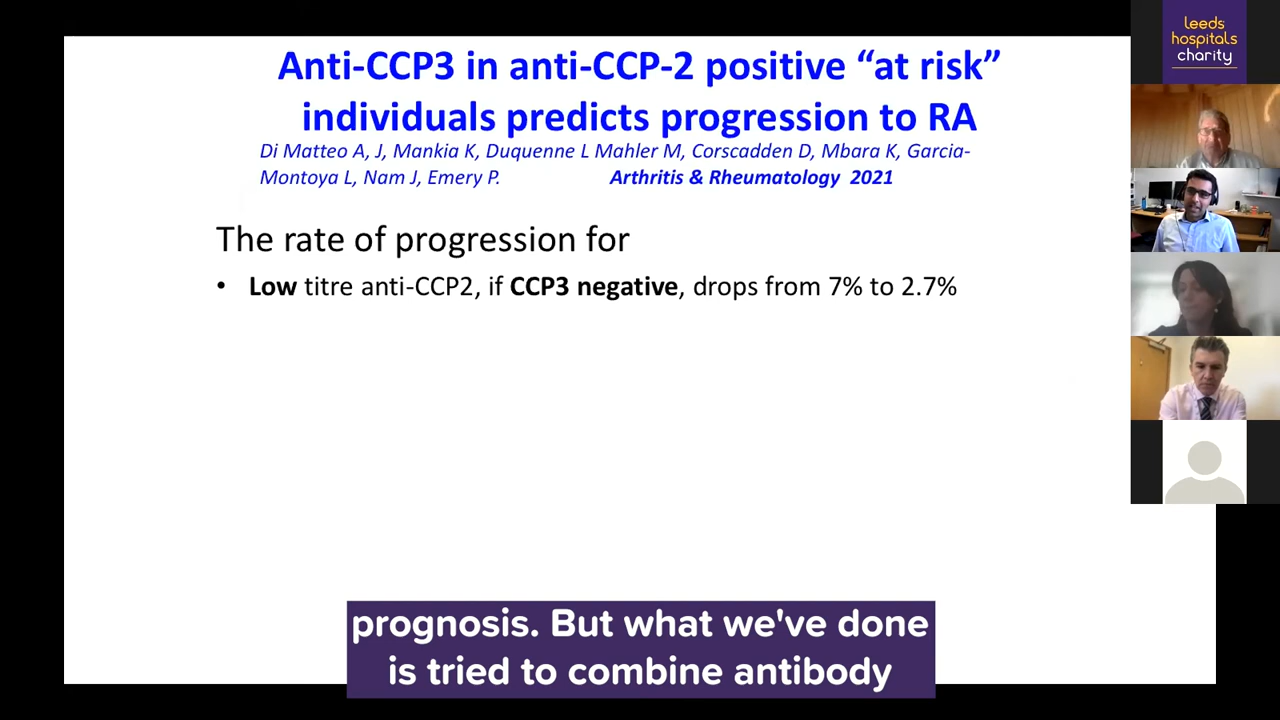 Anti-CCP3 in anti-CCP-2 positive “at risk”
individuals predicts progression to RA
Di Matteo A, J, Mankia K, Duquenne L Mahler M, Corscadden D, Mbara K, Garcia-
Montoya L, Nam J, Emery P. Arthritis & Rheumatology 2021
The rate of progression for
• Low titre anti-CCP2, if CCP3 negative, drops from 7% to 2.7%
prognosis. But what we've done
is tried to combine antibody
leeds
hospitals
charity